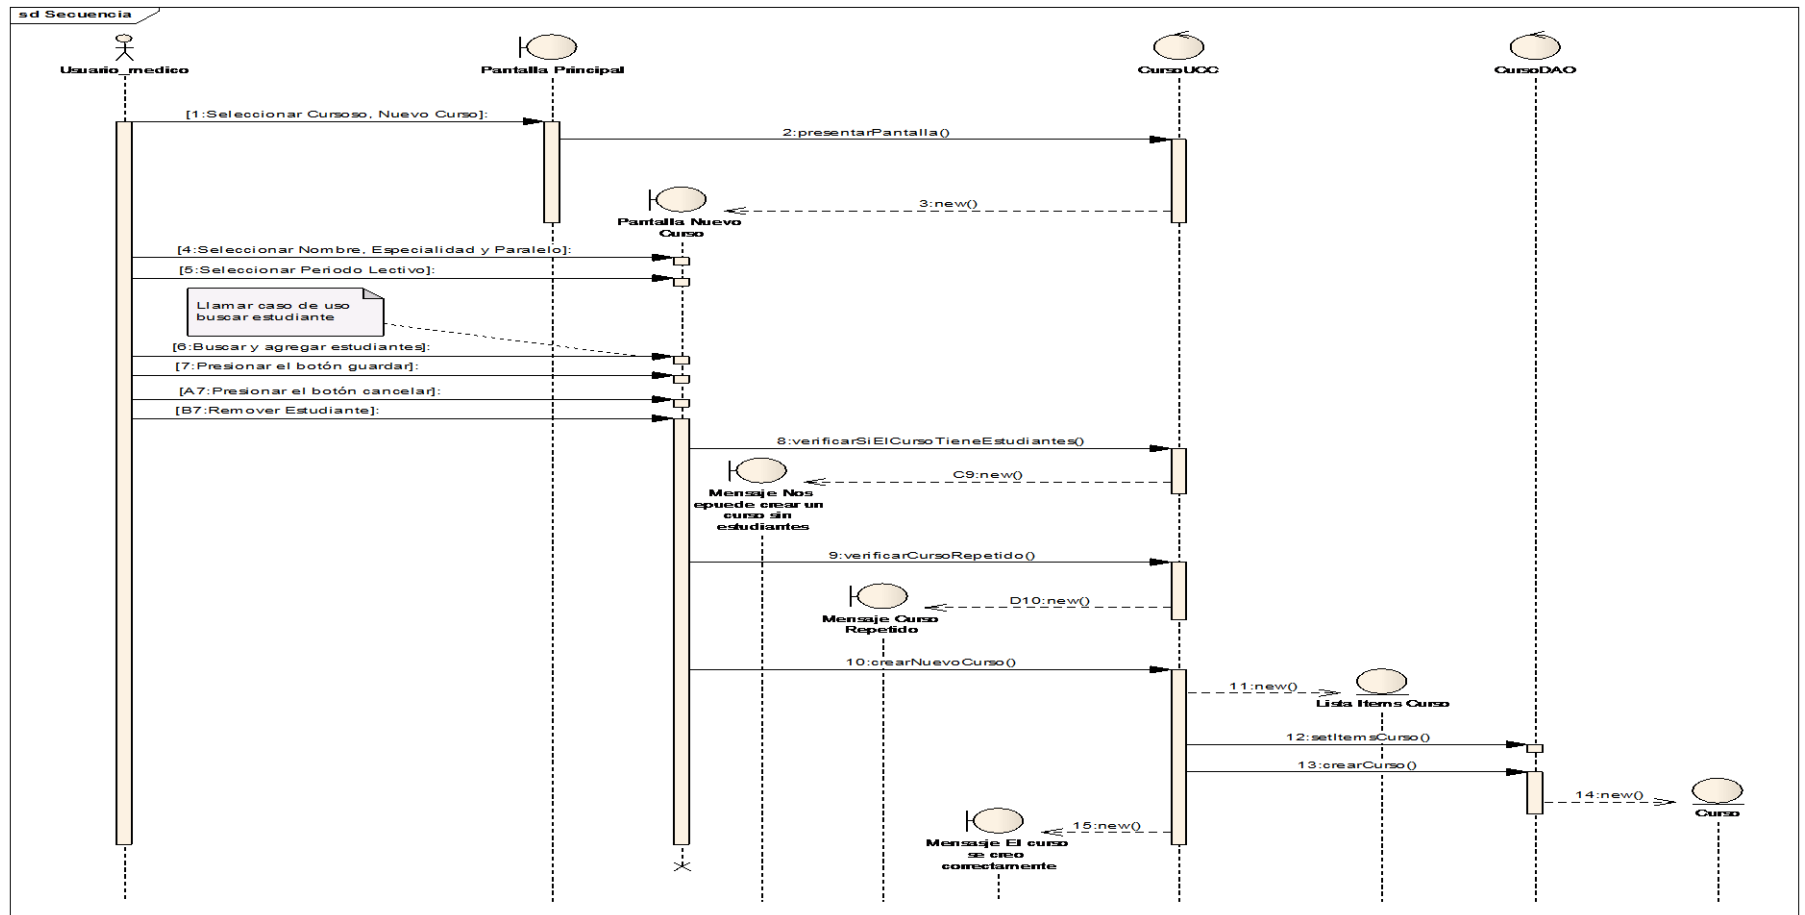 sd Secuencia
Usuario_medico
Pantalla Principal
CursoUCC
CursoDAO
[1:Seleccionar Cursoso, Nuevo Curso]:
2:presentarPantalla()
3:new()
Pantalla Nuevo
Curso
[4:Seleccionar Nombre, Especialidad y Paralelo]:
[5:Seleccionar Periodo Lectivo]:
Llamar caso de uso
buscar estudiante
[6:Buscar y agregar estudiantes]:
[7:Presionar el botón guardar]:
[A7:Presionar el botón cancelar]:
[B7:Remover Estudiante]:
8:verificarSiElCursoTieneEstudiantes()
C9:new()
Mensaje Nos
epuede crear un
curso sin
estudiantes
9:verificarCursoRepetido()
D10:new()
Mensaje Curso
Repetido
10:crearNuevoCurso()
11:new()
Lista Items Curso
12:setItemsCurso()
13:crearCurso()
14:new()
Curso
15:new()
Mensasje El curso
se creo
correctamente